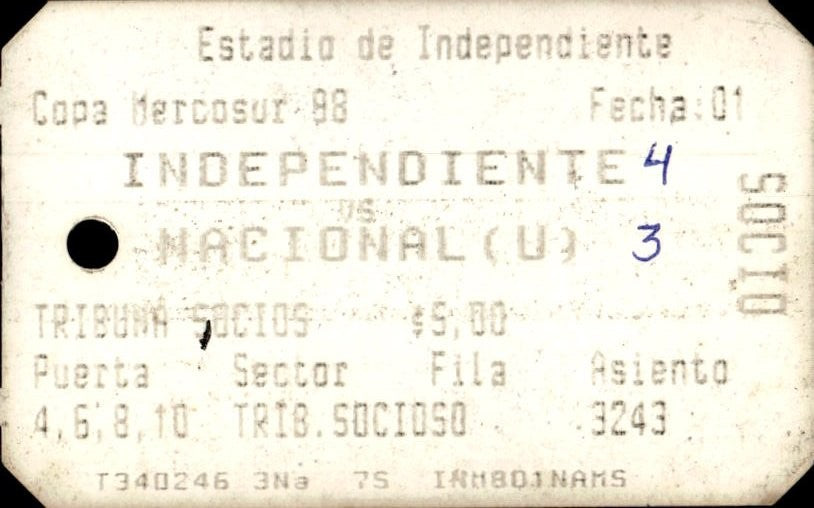 Estadio de Independiente
Copa Mercosur 98 Fecha:01
INDEPENDIENTE 4
vs
NACIONAL(U) 3
SOCIO
TRIBUNA SOCIOS $5,00
Puerta Sector Fila Asiento
4,6,8,10 TRIB.SOCIOSO 3243
T340246 3Na 7S INM801NAMS